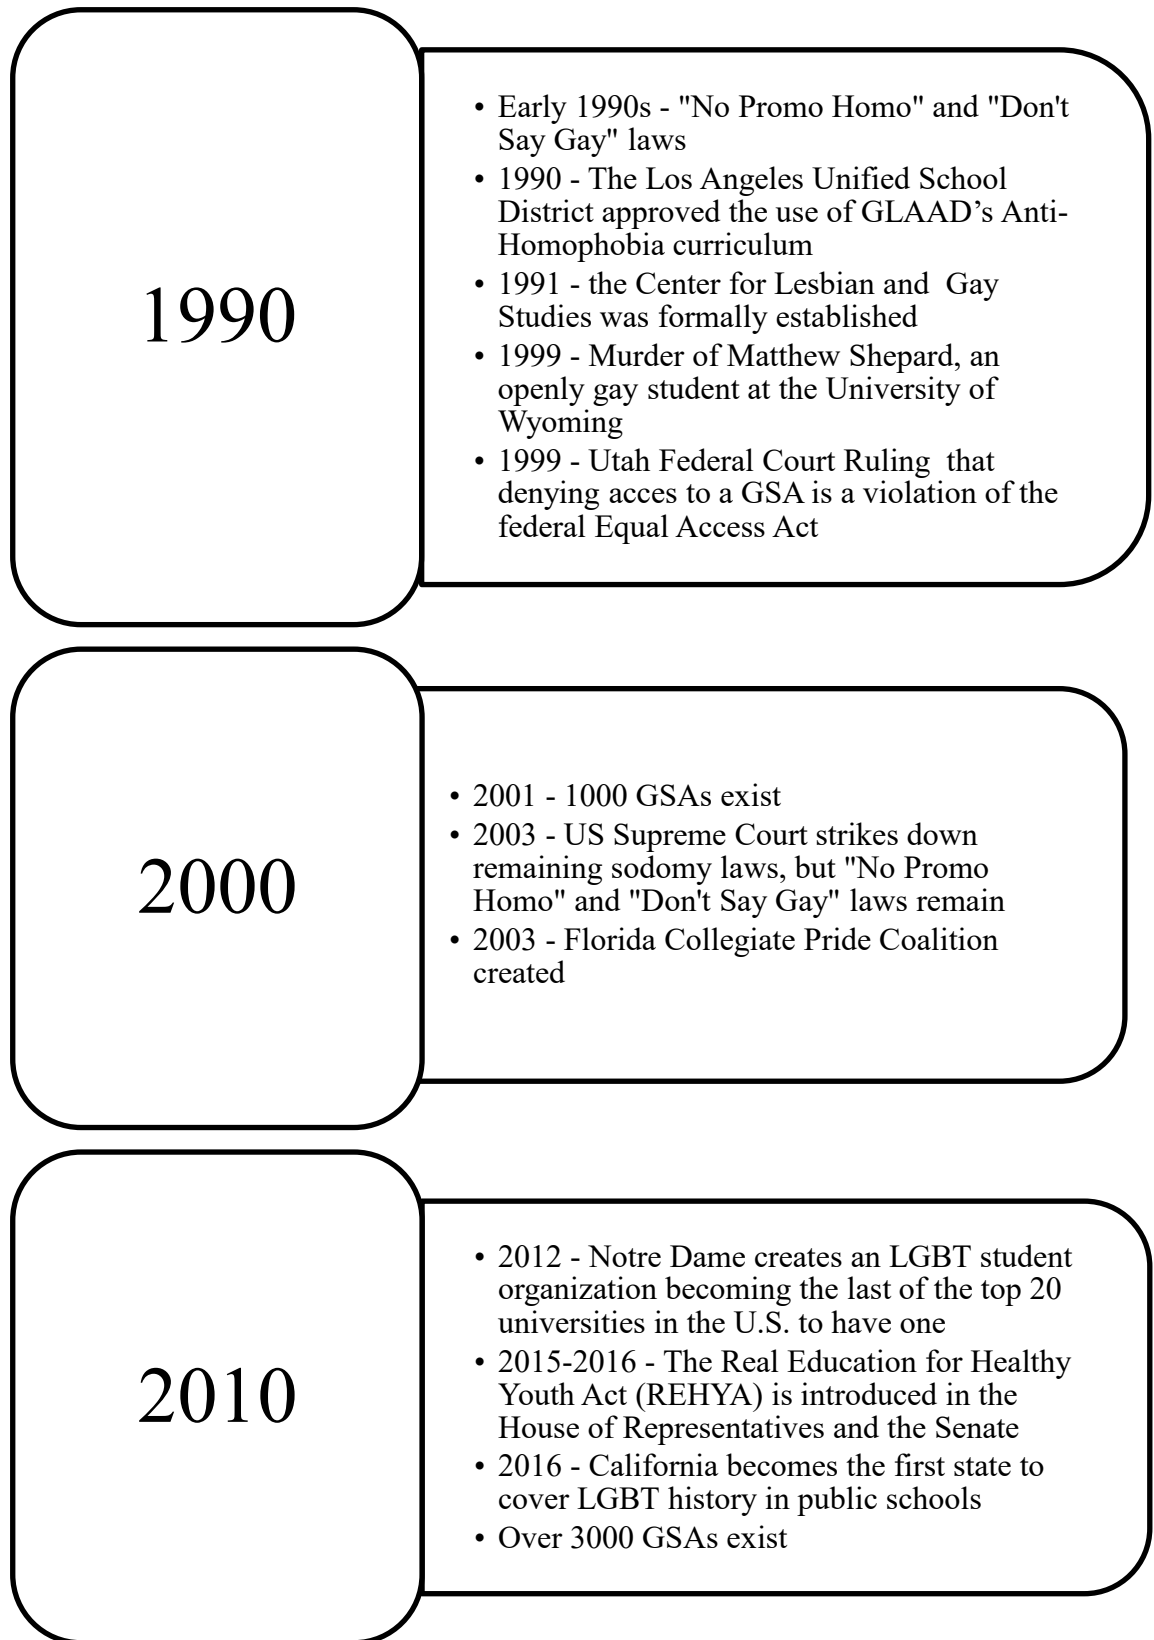 1990
• Early 1990s - "No Promo Homo" and "Don't
Say Gay" laws
• 1990 - The Los Angeles Unified School
District approved the use of GLAAD’s Anti-
Homophobia curriculum
• 1991 - the Center for Lesbian and  Gay
Studies was formally established
• 1999 - Murder of Matthew Shepard, an
openly gay student at the University of
Wyoming
• 1999 - Utah Federal Court Ruling  that
denying acces to a GSA is a violation of the
federal Equal Access Act
2000
• 2001 - 1000 GSAs exist
• 2003 - US Supreme Court strikes down
remaining sodomy laws, but "No Promo
Homo" and "Don't Say Gay" laws remain
• 2003 - Florida Collegiate Pride Coalition
created
2010
• 2012 - Notre Dame creates an LGBT student
organization becoming the last of the top 20
universities in the U.S. to have one
• 2015-2016 - The Real Education for Healthy
Youth Act (REHYA) is introduced in the
House of Representatives and the Senate
• 2016 - California becomes the first state to
cover LGBT history in public schools
• Over 3000 GSAs exist